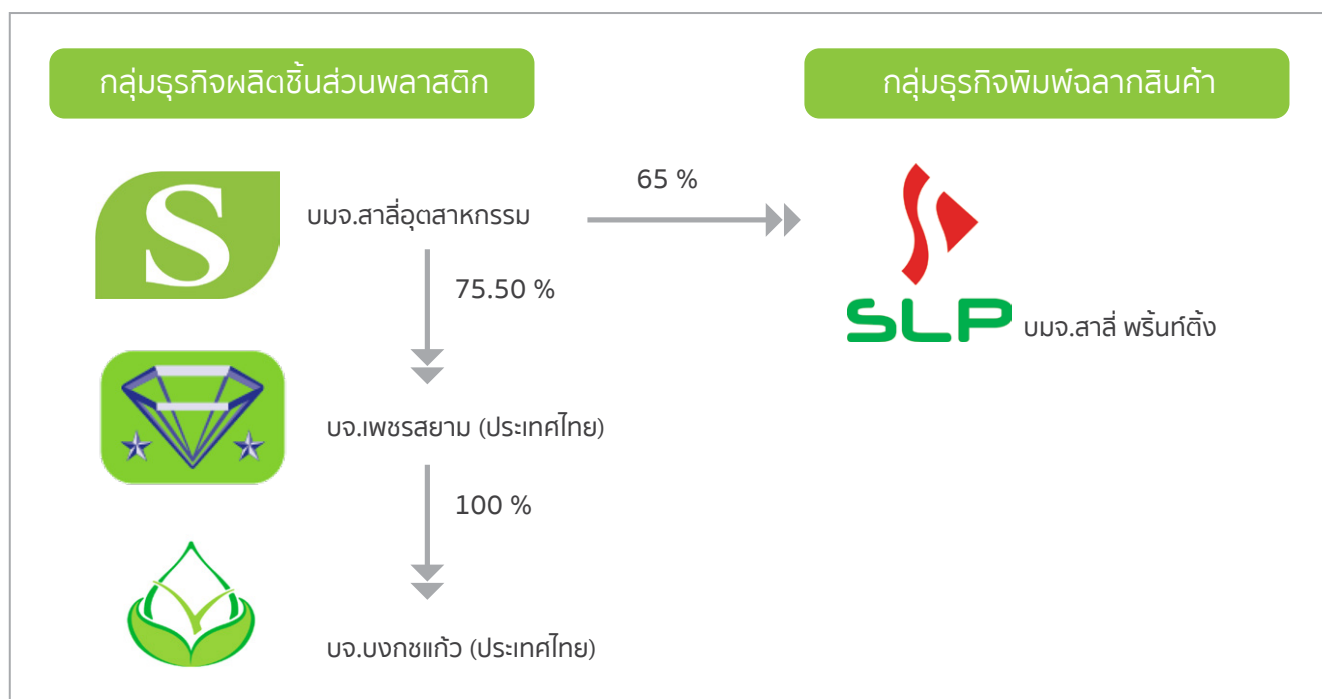 กลุ่มธุรกิจผลิตชิ้นส่วนพลาสติก
กลุ่มธุรกิจพิมพ์ฉลากสินค้า
S
บมจ.สาลี่อุตสาหกรรม
65 %
75.50 %
SLP
บมจ.สาลี่ พริ้นท์ติ้ง
บจ.เพชรสยาม (ประเทศไทย)
100 %
บจ.บงกชแก้ว (ประเทศไทย)